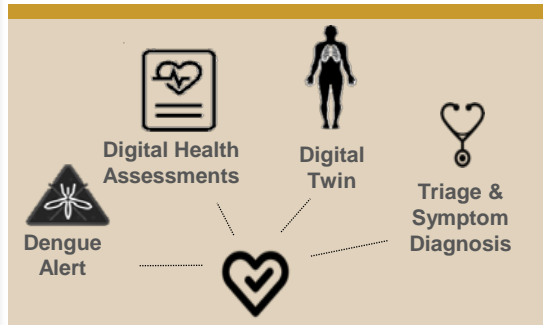 Digital Health
Assessments
Digital
Twin
Triage &
Symptom
Diagnosis
Dengue
Alert